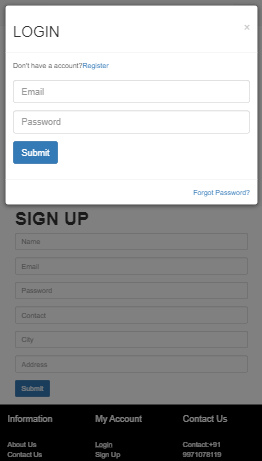 LOGIN
×
Don't have a account?Register
Email
Password
Submit
Forgot Password?
SIGN UP
Name
Email
Password
Contact
City
Address
Submit
Information My Account Contact Us
About Us Login Contact:+91
Contact Us Sign Up 9971078119